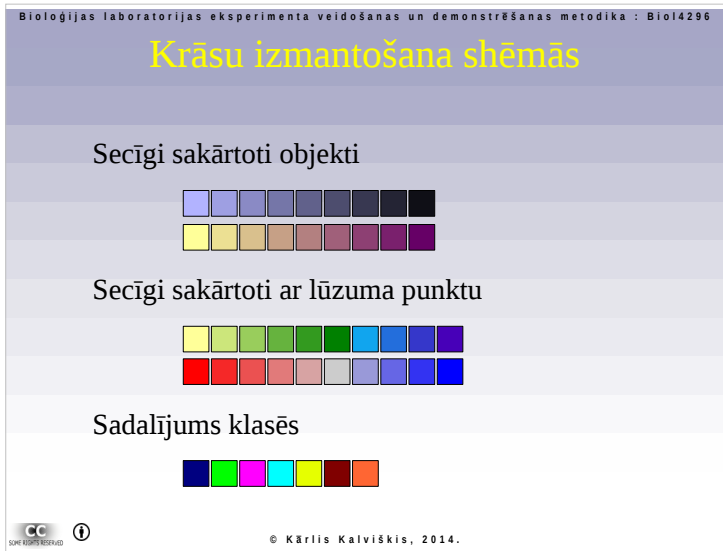 Bioloģijas laboratorijas eksperimenta veidošanas un demonstrēšanas metodika : Biol4296
Krāsu izmantošana shēmās
Secīgi sakārtoti objekti
Secīgi sakārtoti ar lūzuma punktu
Sadalījums klasēs
CC
SOME RIGHTS RESERVED
© Kārlis Kalviškis, 2014.